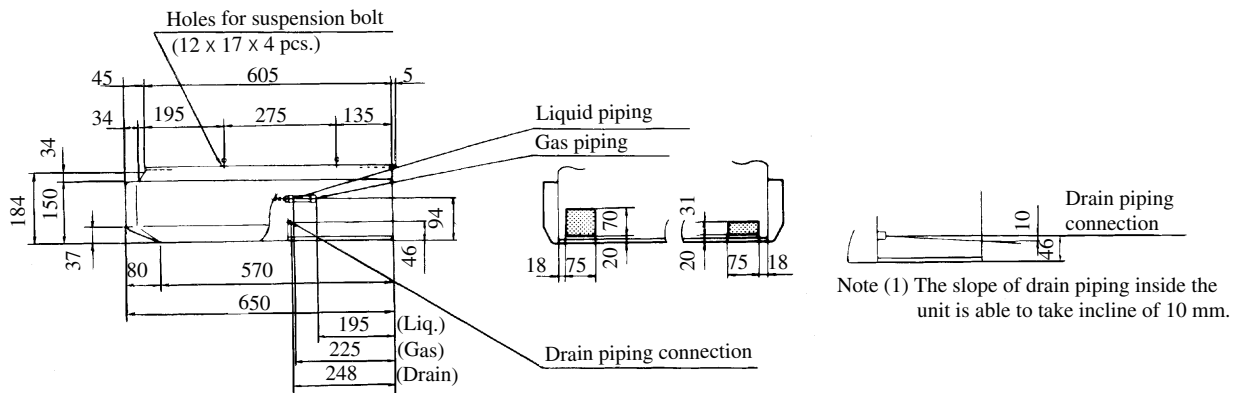 Holes for suspension bolt
(12 x 17 x 4 pcs.)
45
605
5
34
195
275
135
Liquid piping
Gas piping
34
184
150
37
94
46
80
570
650
195 (Liq.)
225 (Gas)
248 (Drain)
Drain piping connection
70
20
18
75
31
20
75
18
Drain piping
connection
10
46
Note (1) The slope of drain piping inside the
unit is able to take incline of 10 mm.